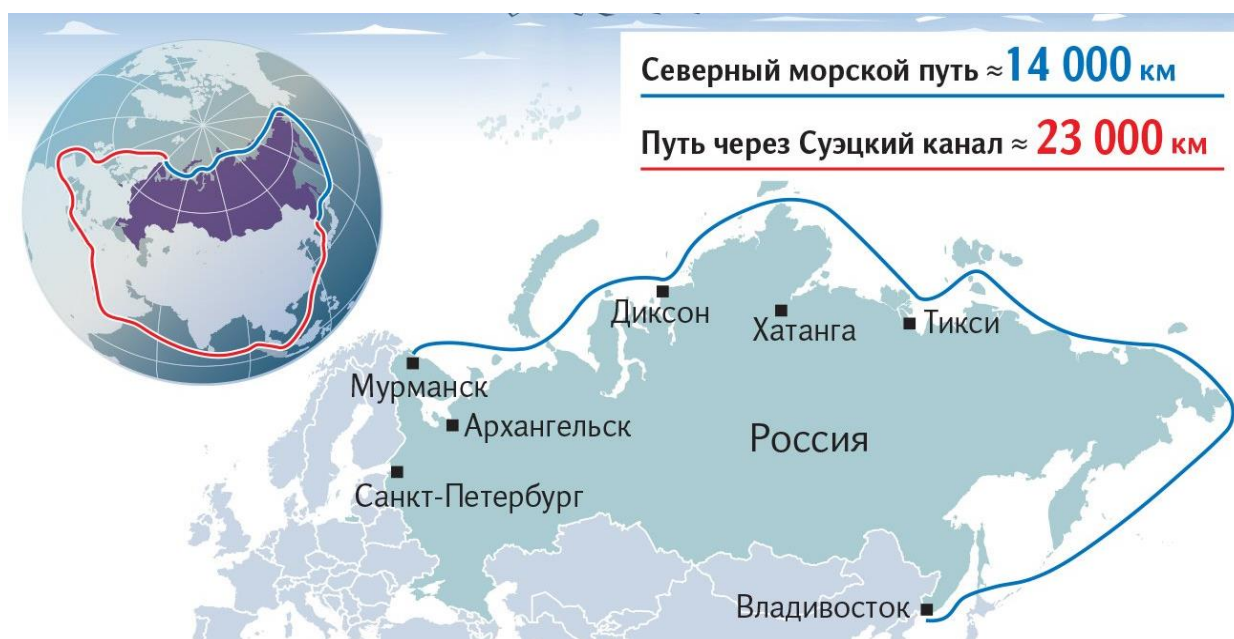 Северный морской путь ≈14 000 км
Путь через Суэцкий канал ≈ 23 000 км
Диксон
Хатанга
Тикси
Мурманск
Архангельск
Россия
Санкт-Петербург
Владивосток